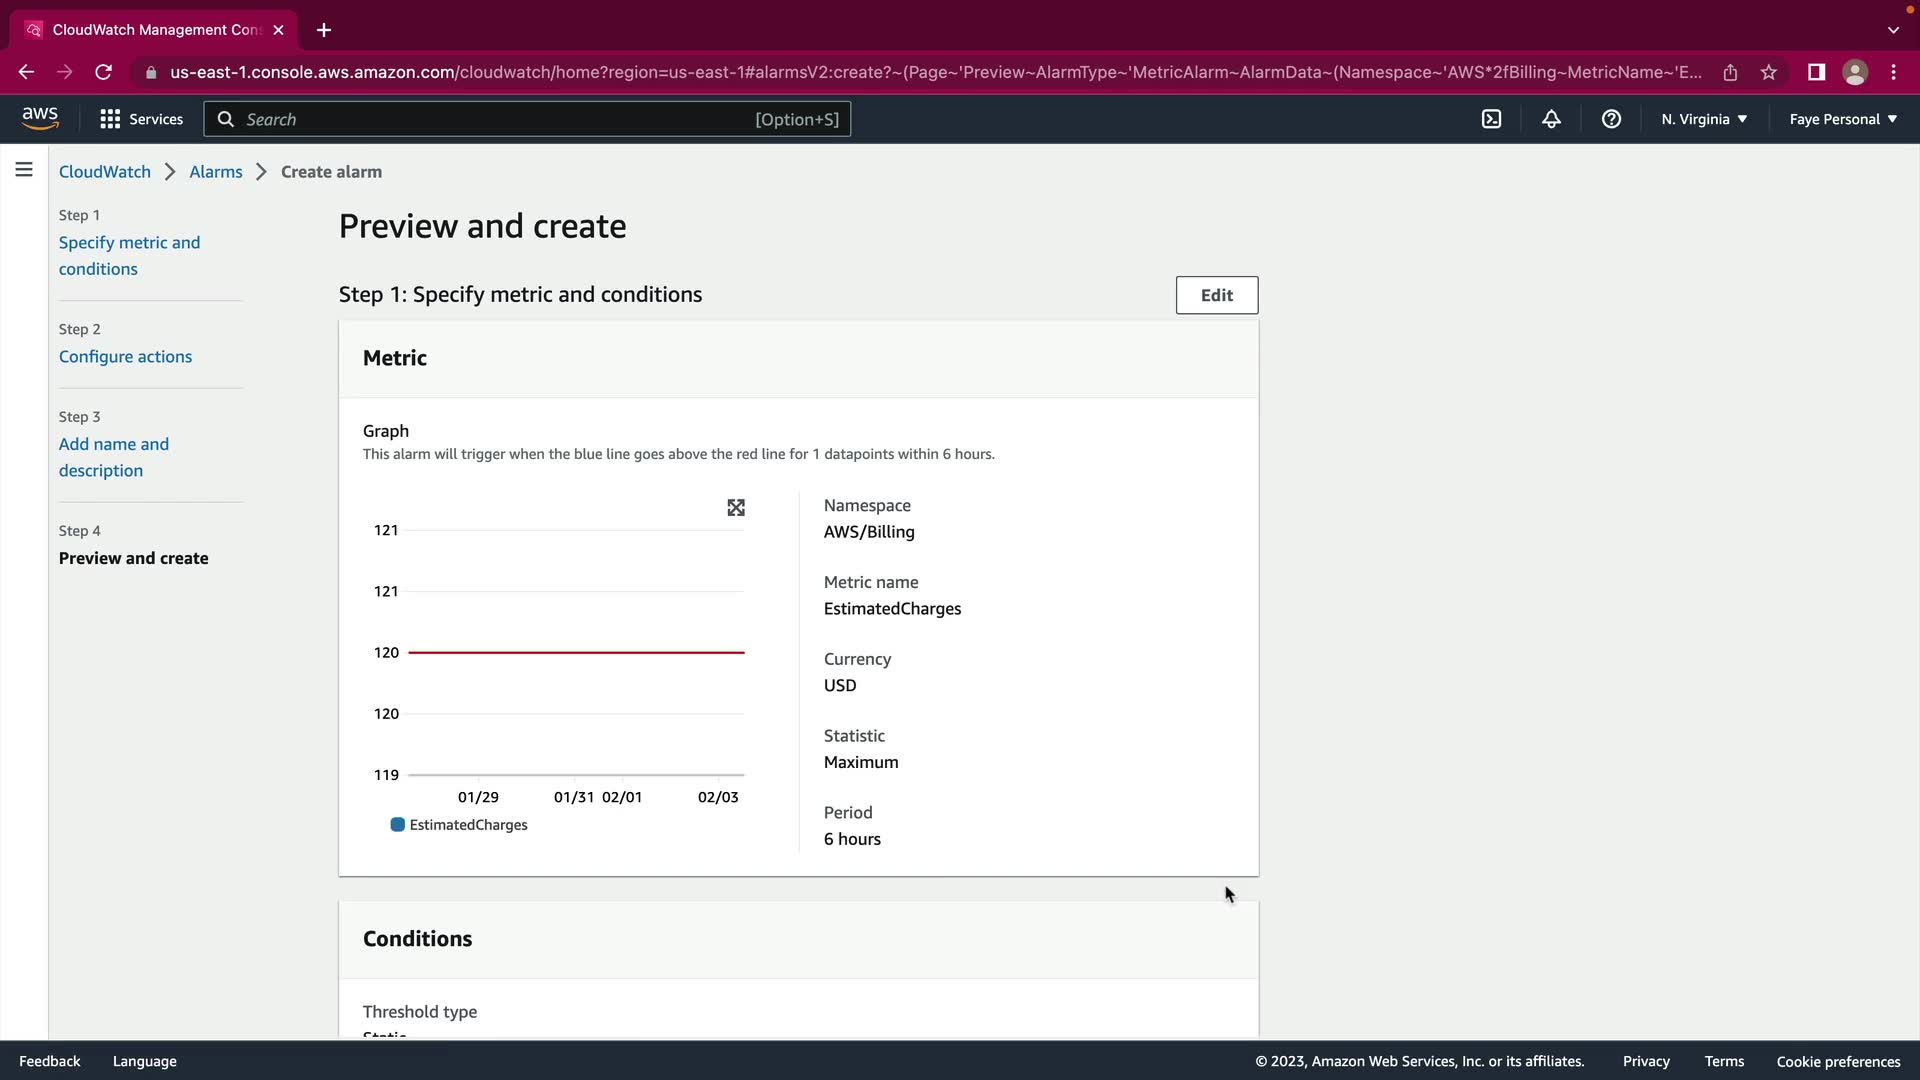 CloudWatch Management Con
us-east-1.console.aws.amazon.com/cloudwatch/home?region=us-east-1#alarmsV2:create?~(Page~'Preview~AlarmType~'MetricAlarm~AlarmData~(Namespace~'AWS*2fBilling~MetricName~'E...
aws
Services
Search
[Option+S]
N. Virginia
Faye Personal
CloudWatch
Alarms
Create alarm
Step 1
Specify metric and
conditions
Step 2
Configure actions
Step 3
Add name and
description
Step 4
Preview and create
Preview and create
Step 1: Specify metric and conditions
Edit
Metric
Graph
This alarm will trigger when the blue line goes above the red line for 1 datapoints within 6 hours.
121
121
120
120
119
01/29
01/31
02/01
02/03
EstimatedCharges
Namespace
AWS/Billing
Metric name
EstimatedCharges
Currency
USD
Statistic
Maximum
Period
6 hours
Conditions
Threshold type
Static
Feedback
Language
© 2023, Amazon Web Services, Inc. or its affiliates.
Privacy
Terms
Cookie preferences